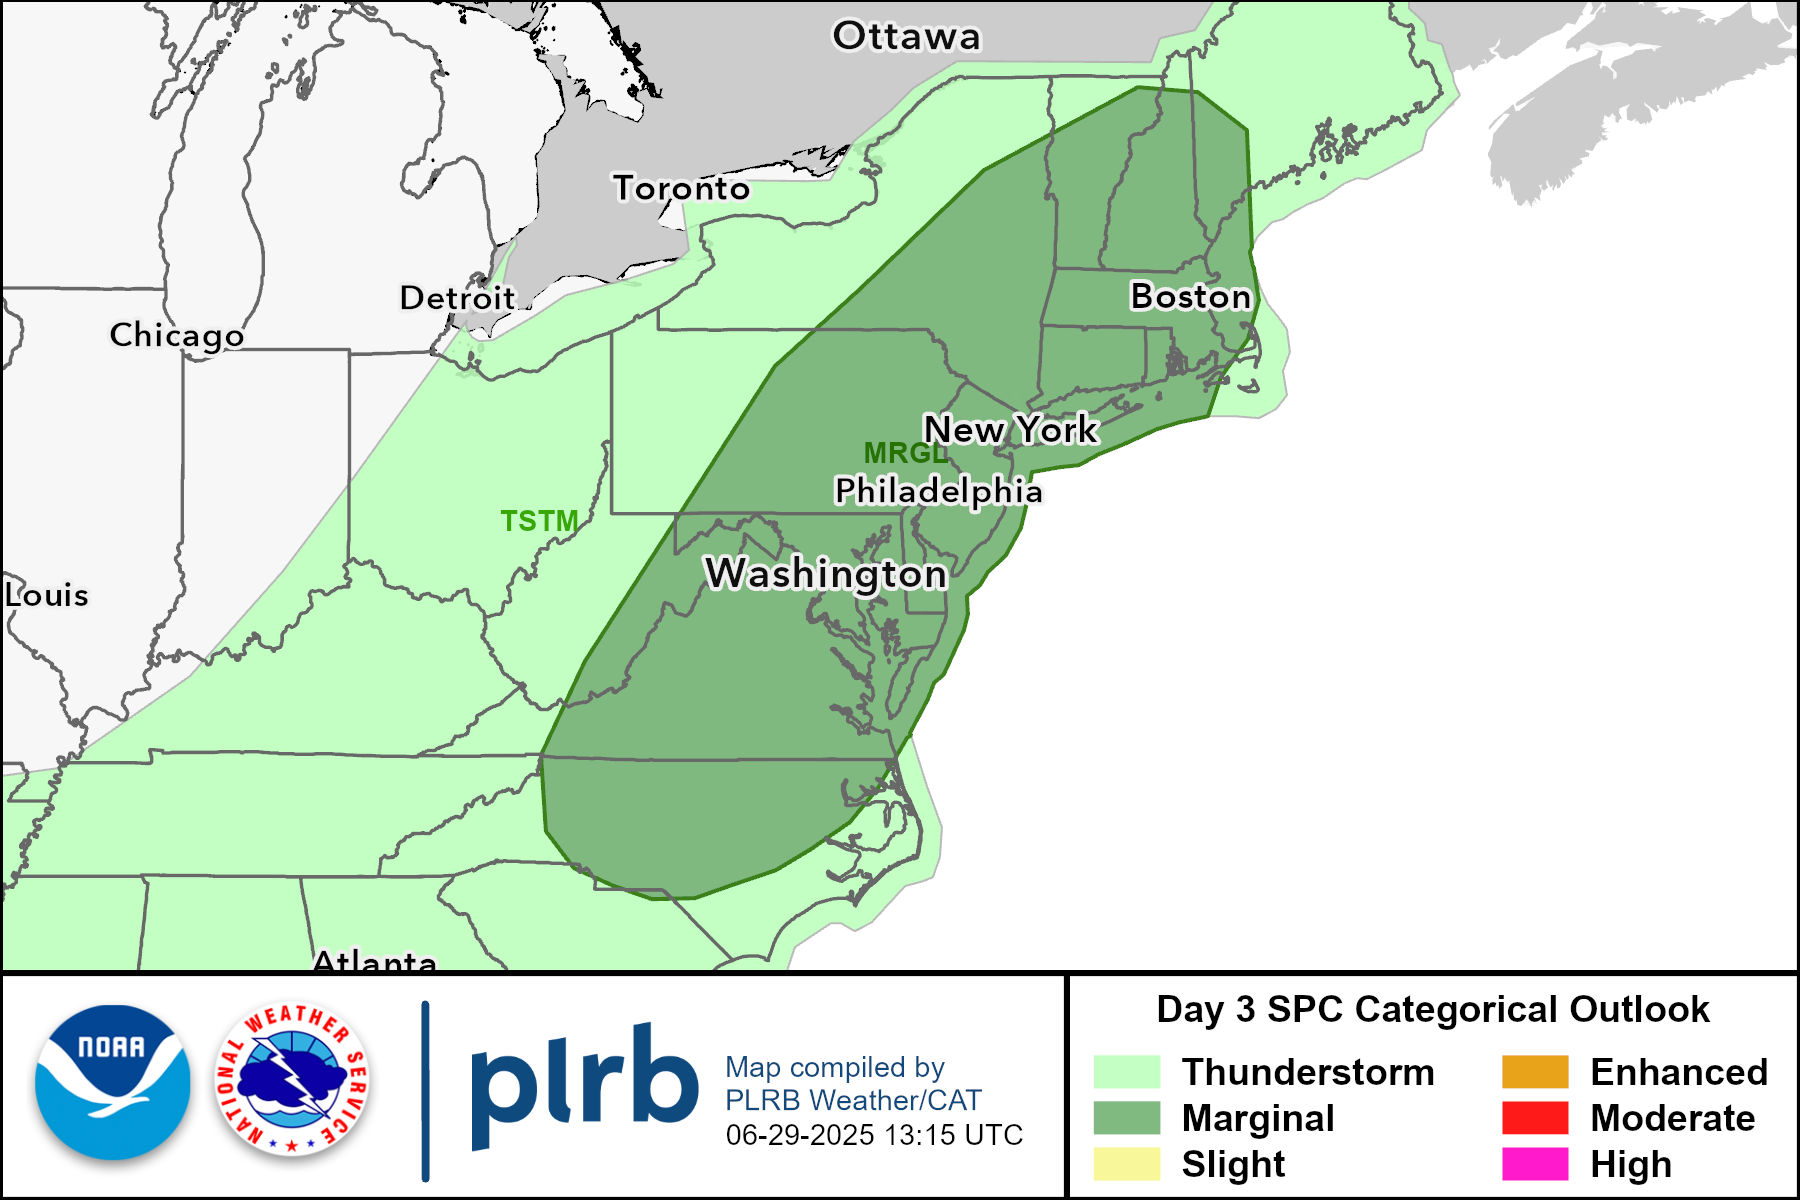 Ottawa
Toronto
Detroit
Boston
Chicago
New York
MRGL
Philadelphia
TSTM
Washington
Louis
Atlanta
NOAA
NATIONAL WEATHER SERVICE
plrb
Map compiled by
PLRB Weather/CAT
06-29-2025 13:15 UTC
Day 3 SPC Categorical Outlook
Thunderstorm
Marginal
Slight
Enhanced
Moderate
High